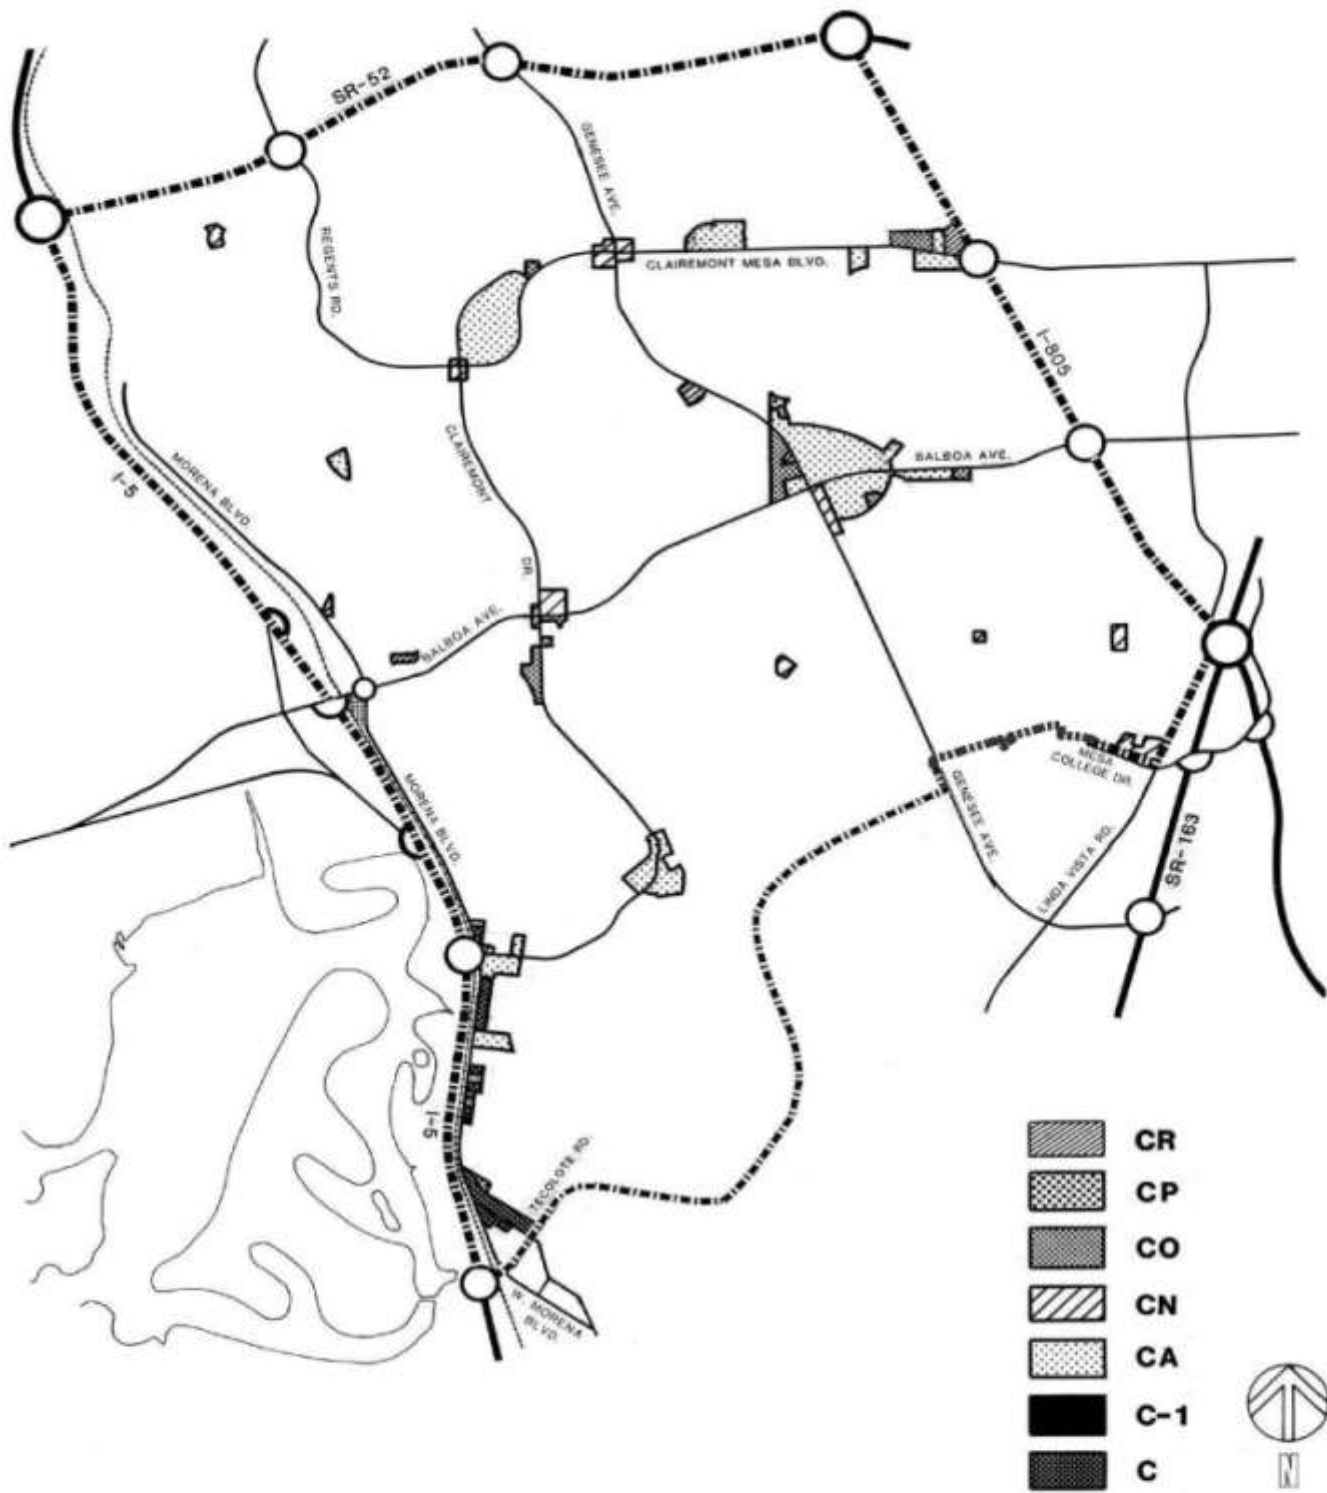 SR-52
GENESEE AVE.
REGENTS RD.
CLAIREMONT MESA BLVD.
I-805
MORENA BLVD
I-5
CLAIREMONT
DR.
BALBOA AVE.
BALBOA AVE.
MORENA BLVD.
MESA
COLLEGE DR.
GENESEE AVE.
LINDA VISTA RD.
SR-163
I-5
TECOLOTE RD.
W. MORENA
BLVD.
CR
CP
CO
CN
CA
C-1
C
N